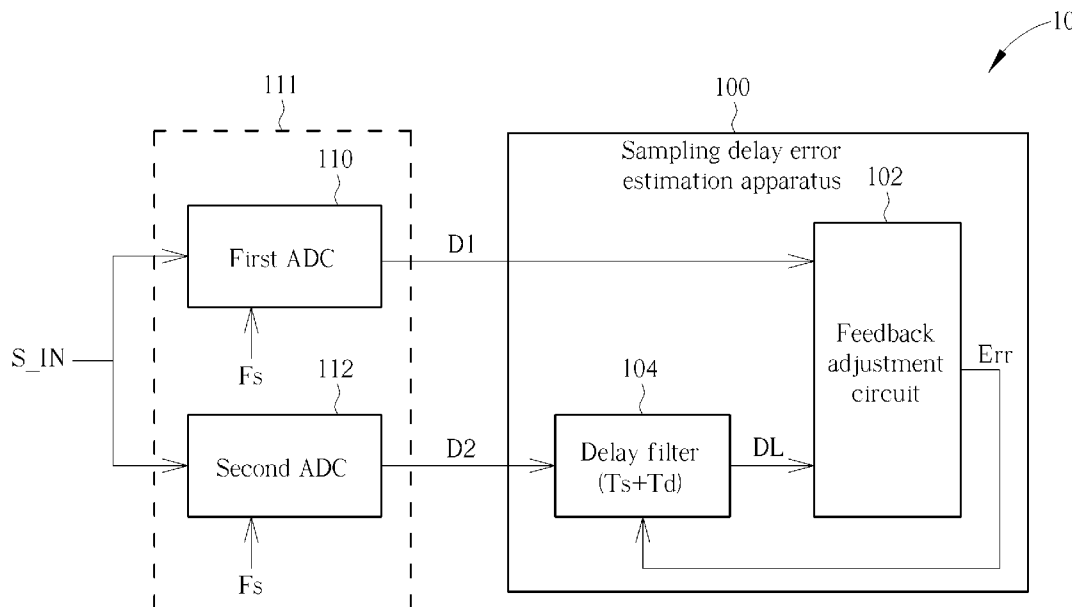 10
111
100
110
Sampling delay error
estimation apparatus
102
First ADC
D1
S_IN
Fs
112
104
Feedback
adjustment
circuit
Err
Second ADC
D2
Delay filter
(Ts+Td)
DL
Fs